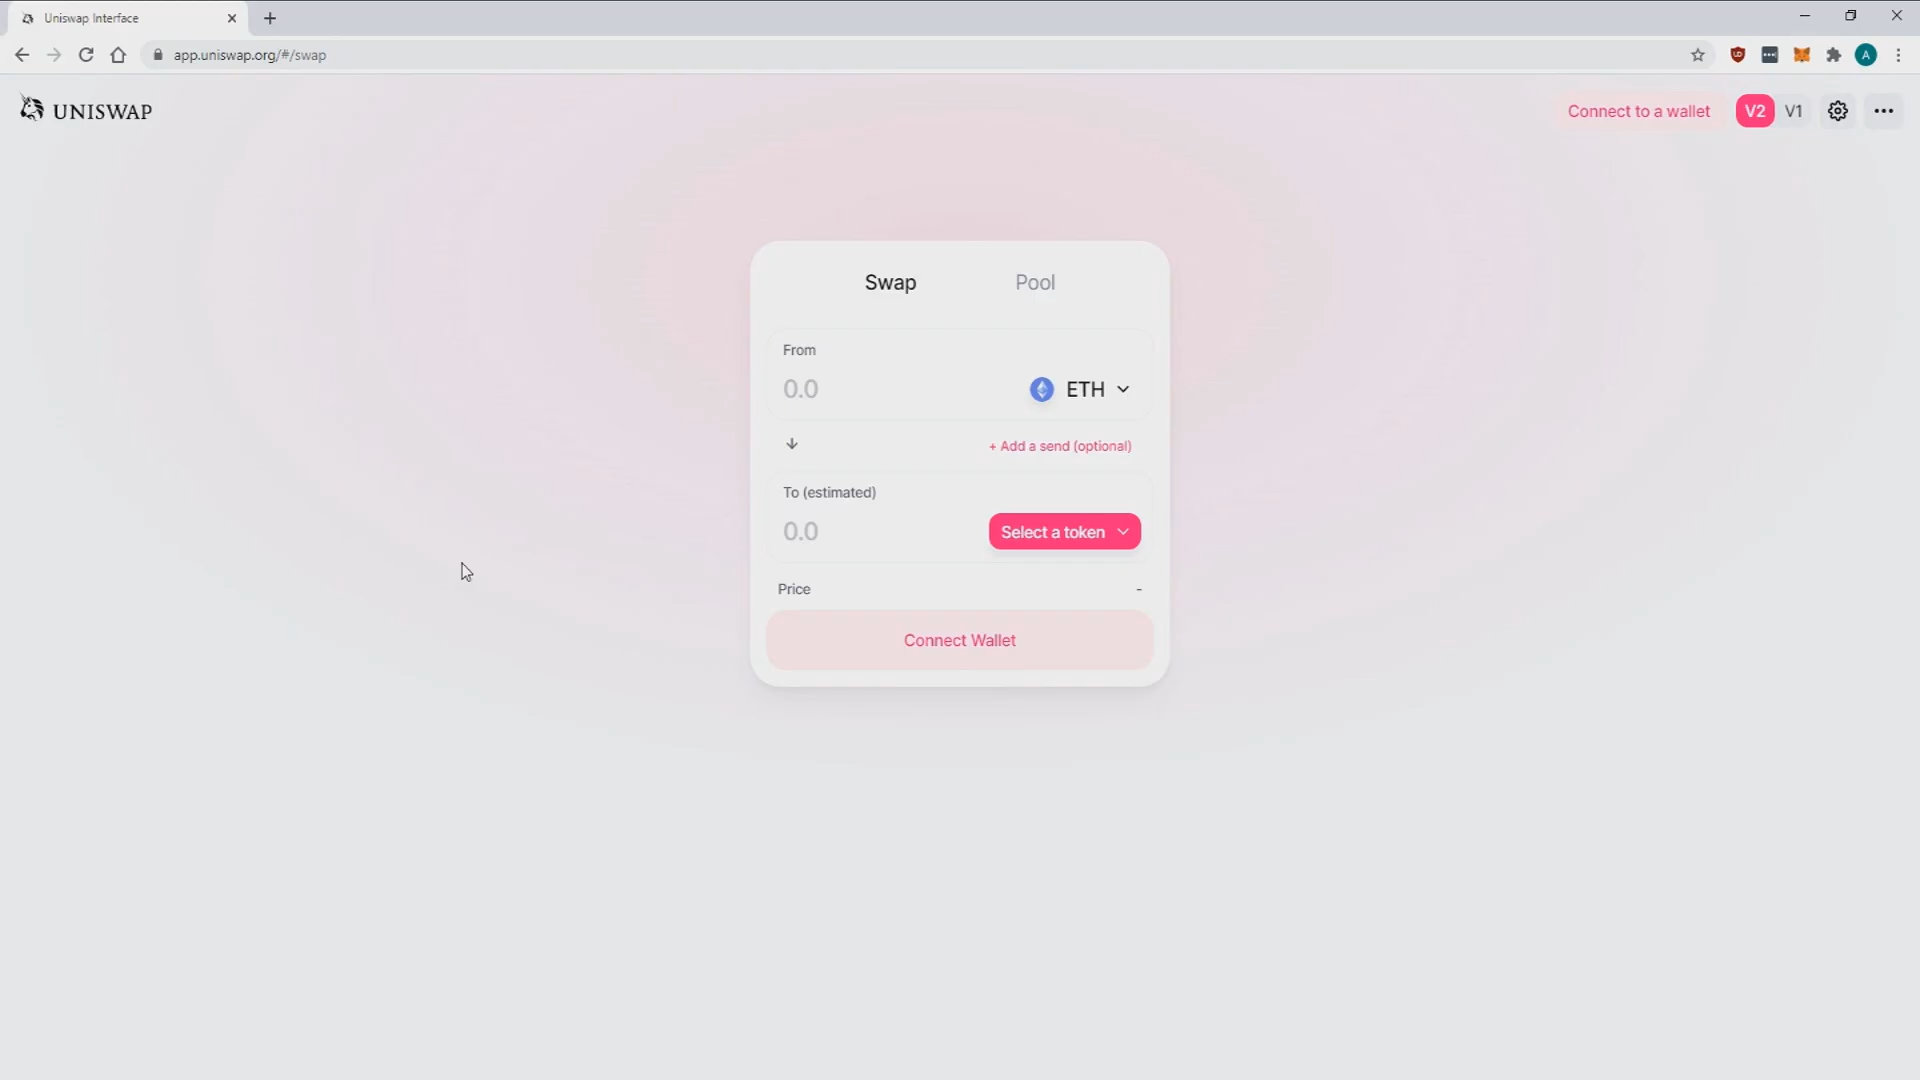 Uniswap Interface
app.uniswap.org/#/swap
A
UNISWAP
Connect to a wallet
V2 V1
Swap Pool
From
0.0 ETH
+ Add a send (optional)
To (estimated)
0.0 Select a token
Price -
Connect Wallet